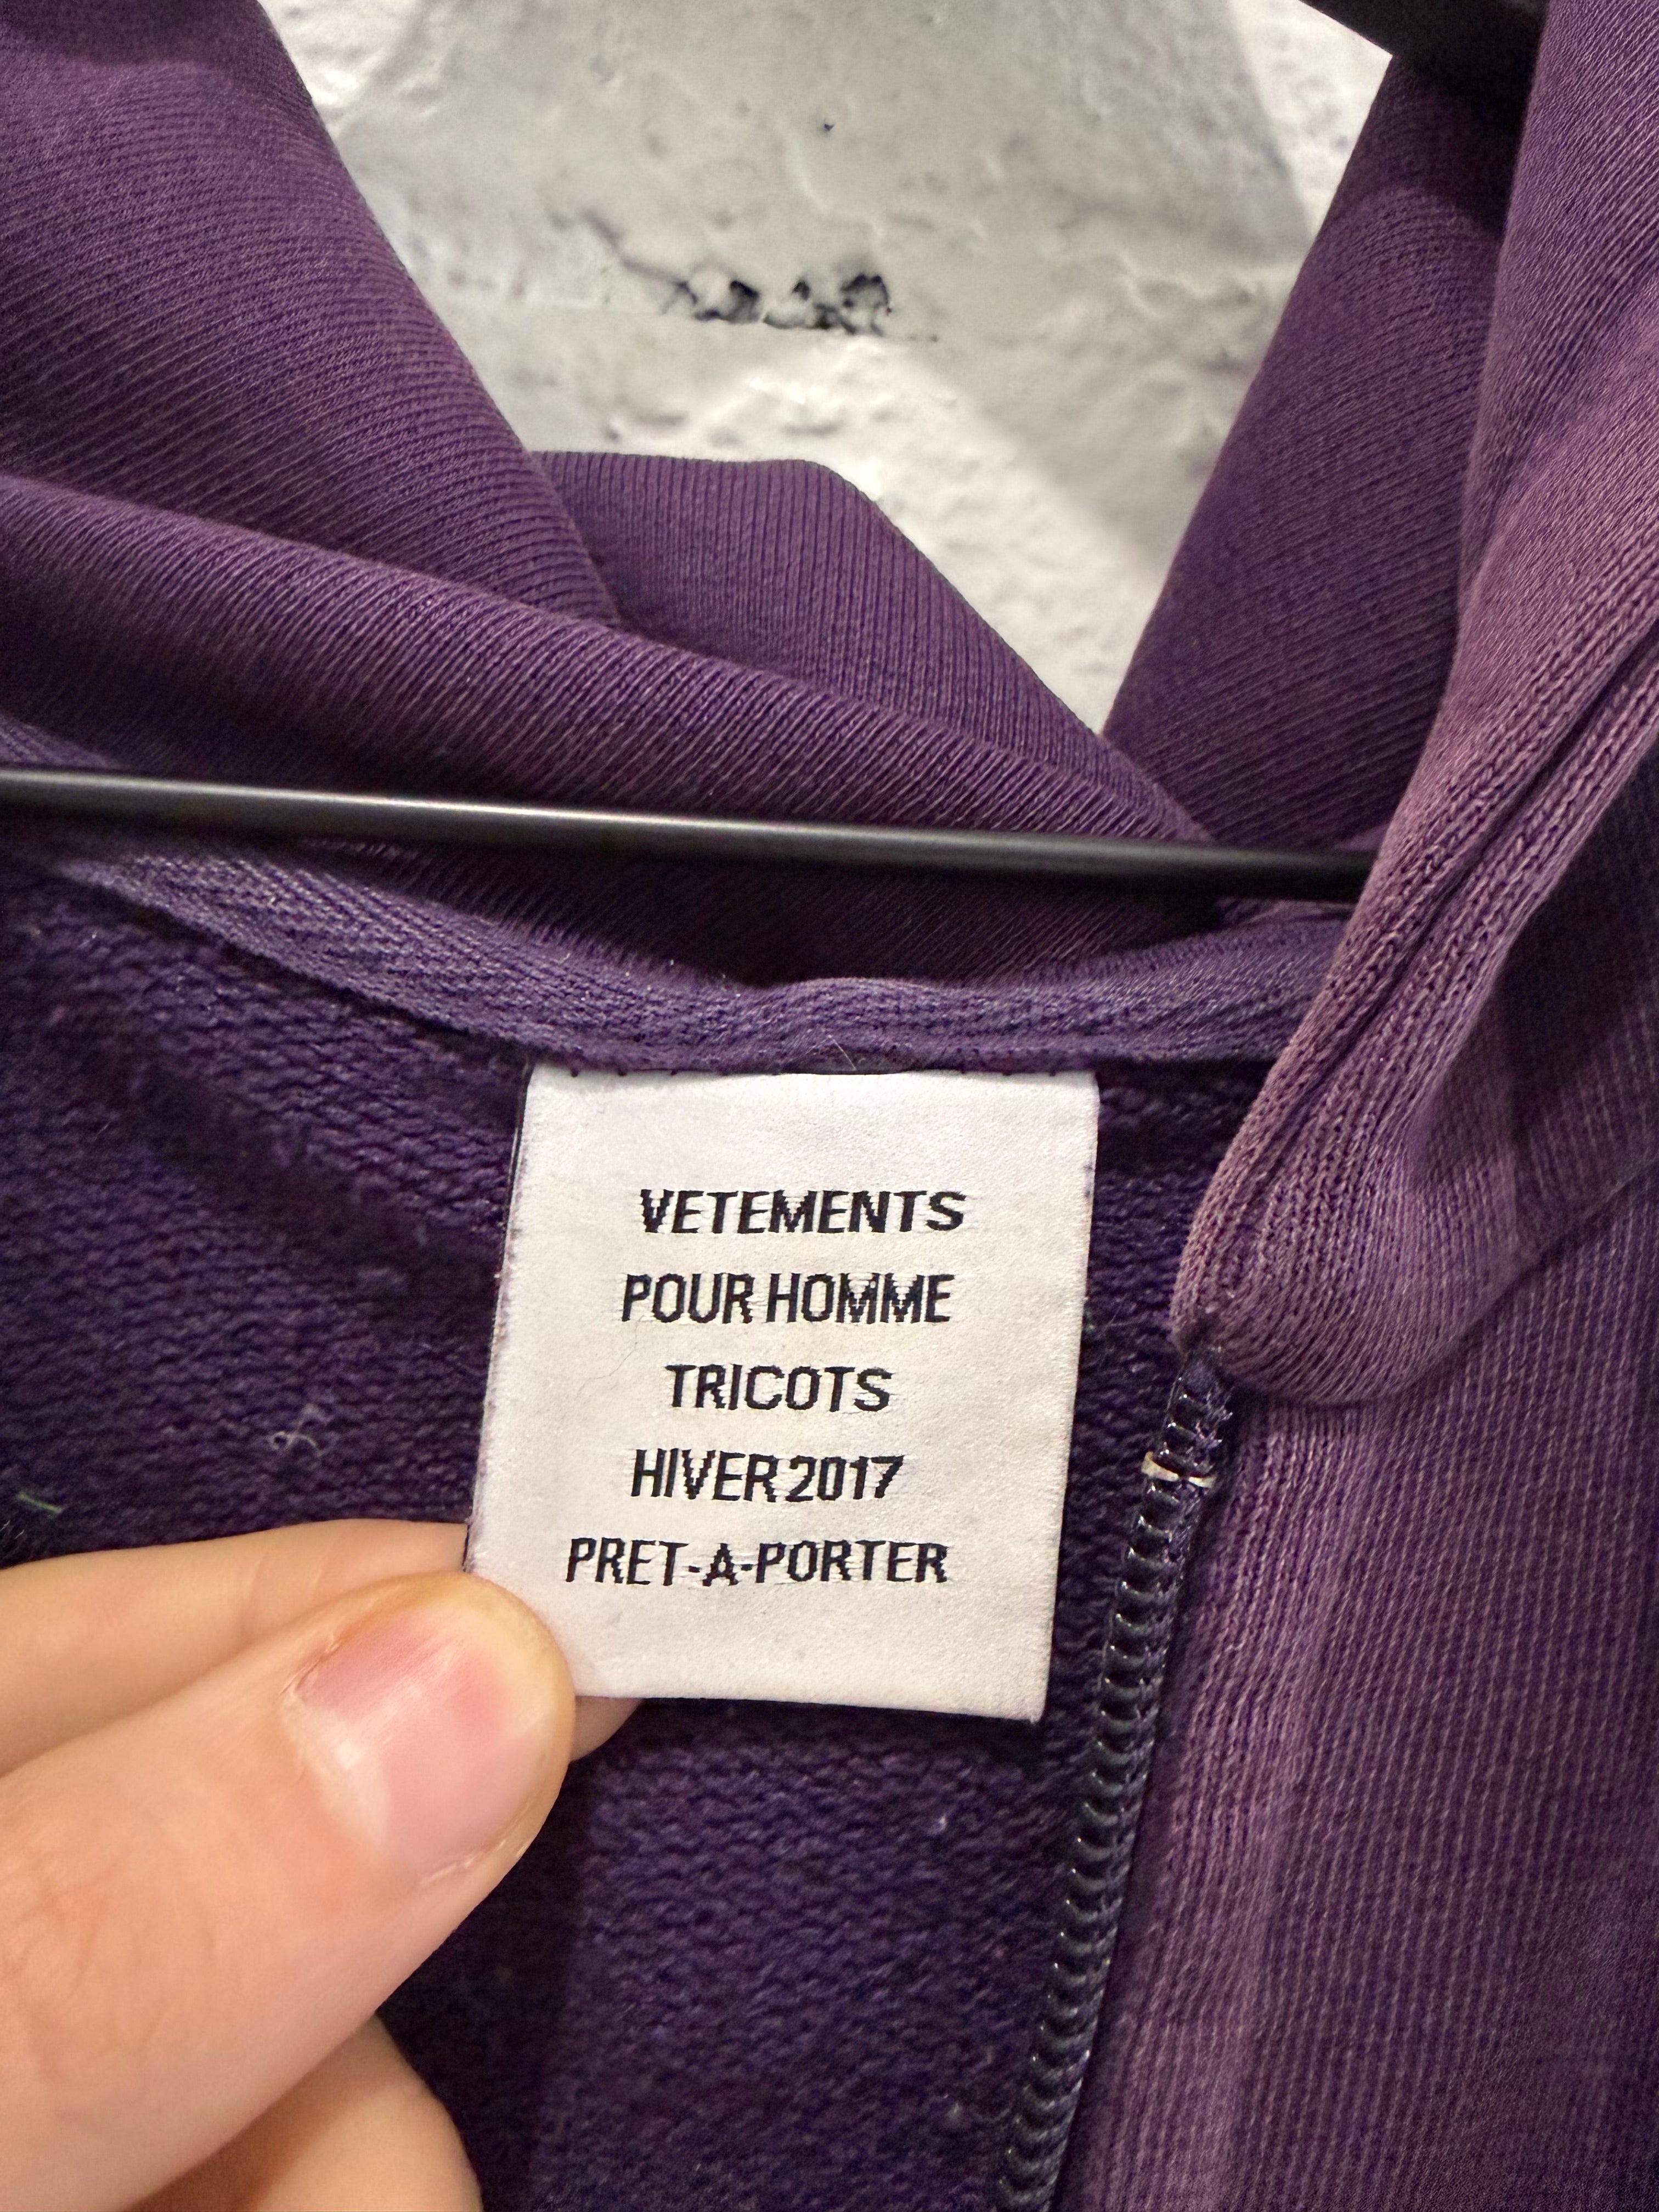 VETEMENTS
POUR HOMME
TRICOTS
HIVER 2017
PRET-A-PORTER